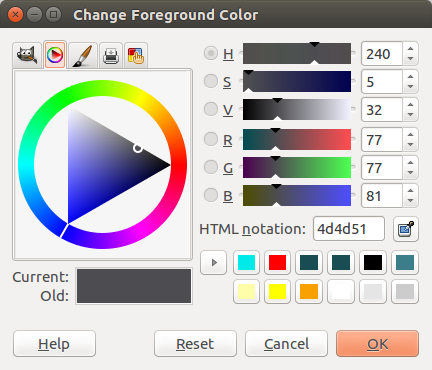 Change Foreground Color
H 240
S 5
V 32
R 77
G 77
B 81
HTML notation: 4d4d51
Current:
Old:
Help Reset Cancel OK